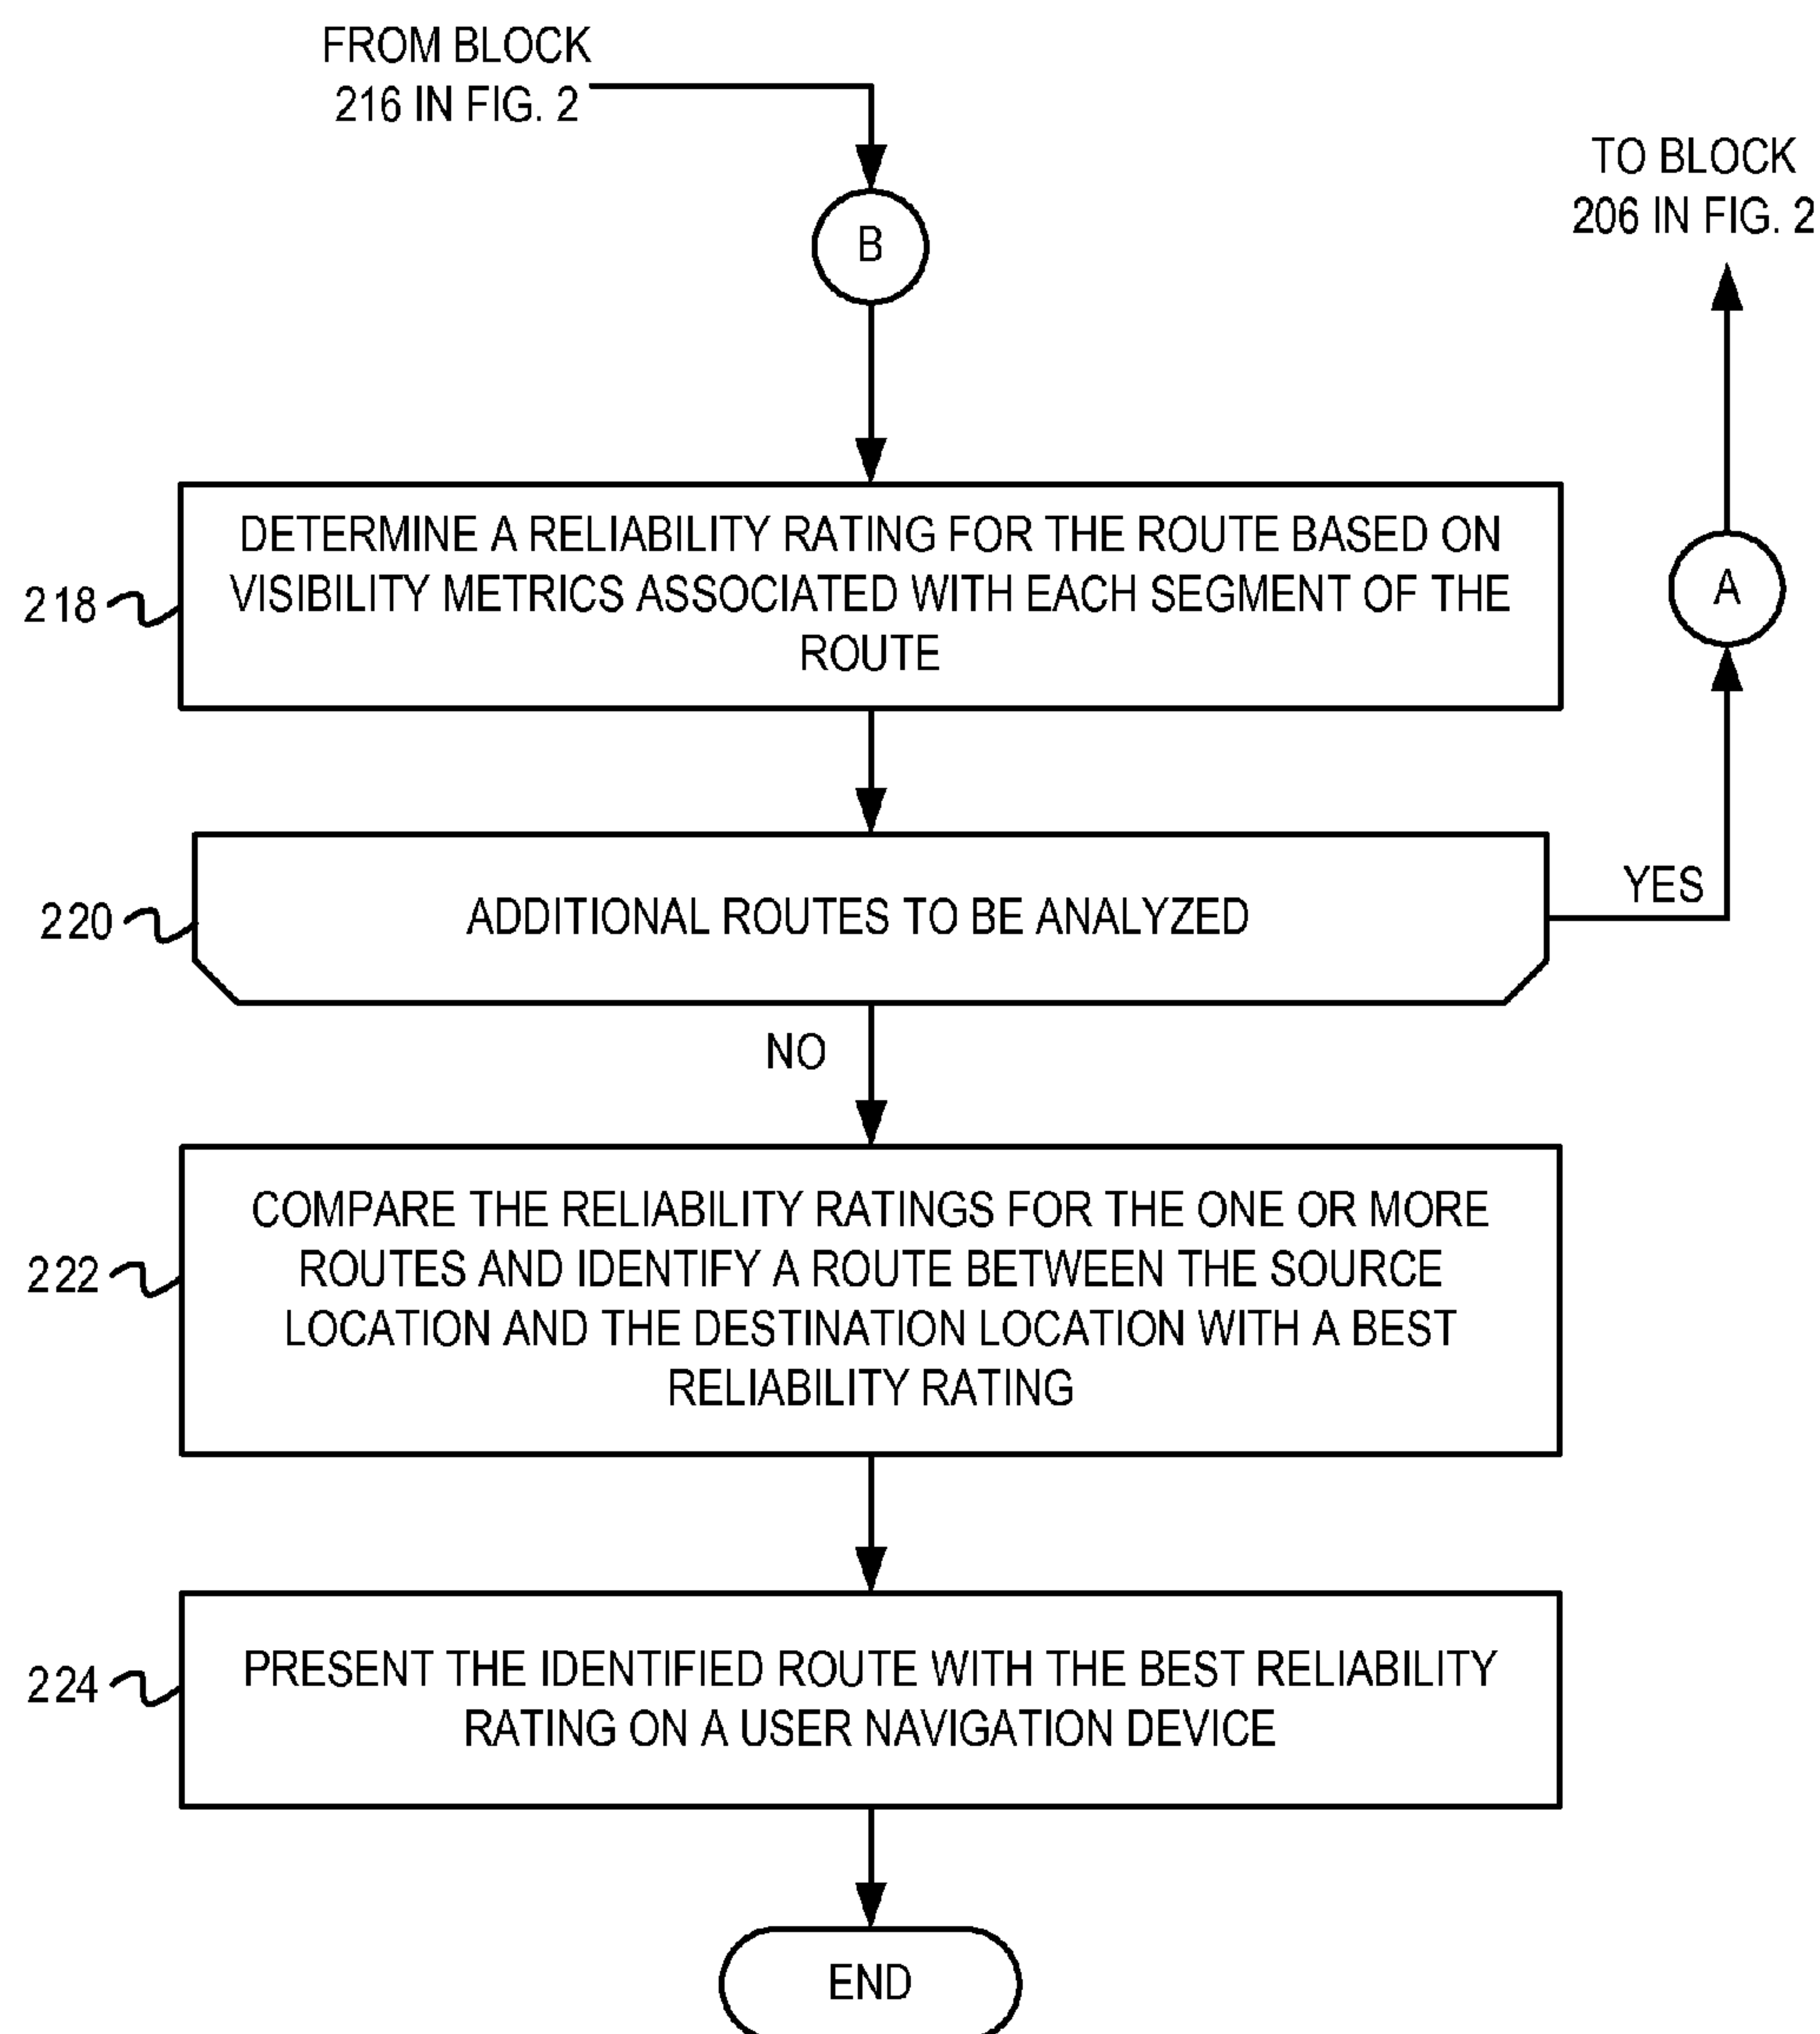 FROM BLOCK
216 IN FIG. 2
TO BLOCK
206 IN FIG. 2
B
DETERMINE A RELIABILITY RATING FOR THE ROUTE BASED ON
VISIBILITY METRICS ASSOCIATED WITH EACH SEGMENT OF THE
ROUTE
218
A
ADDITIONAL ROUTES TO BE ANALYZED
220
YES
NO
COMPARE THE RELIABILITY RATINGS FOR THE ONE OR MORE
ROUTES AND IDENTIFY A ROUTE BETWEEN THE SOURCE
LOCATION AND THE DESTINATION LOCATION WITH A BEST
RELIABILITY RATING
222
PRESENT THE IDENTIFIED ROUTE WITH THE BEST RELIABILITY
RATING ON A USER NAVIGATION DEVICE
224
END